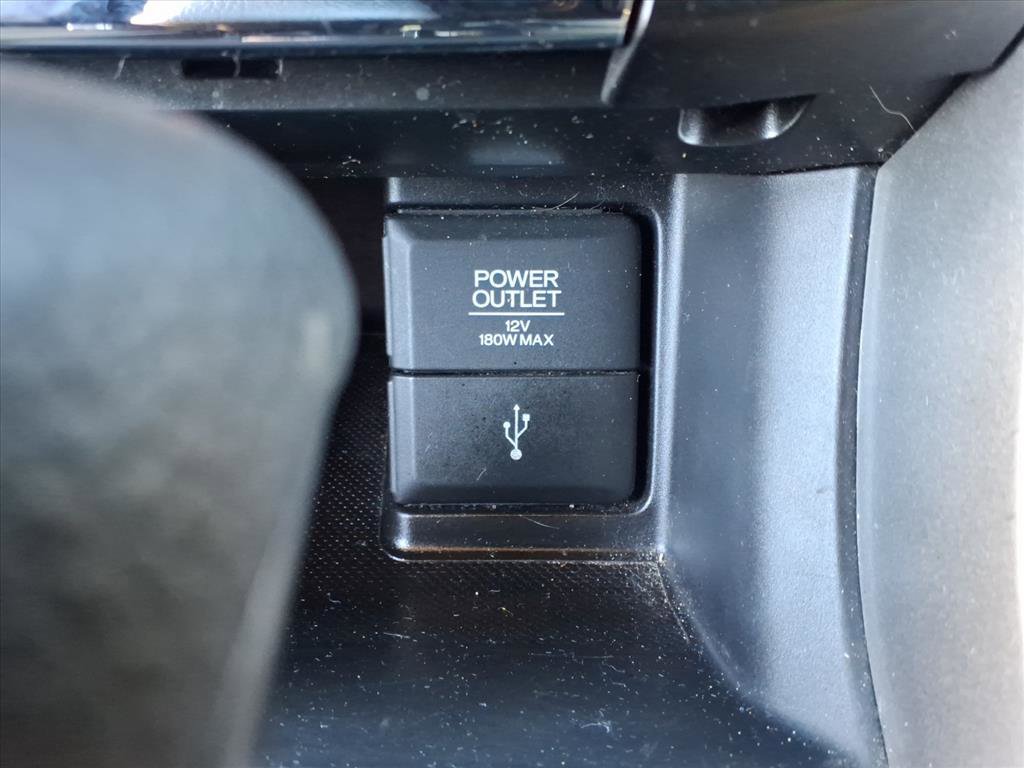 POWER
OUTLET
12V
180W MAX